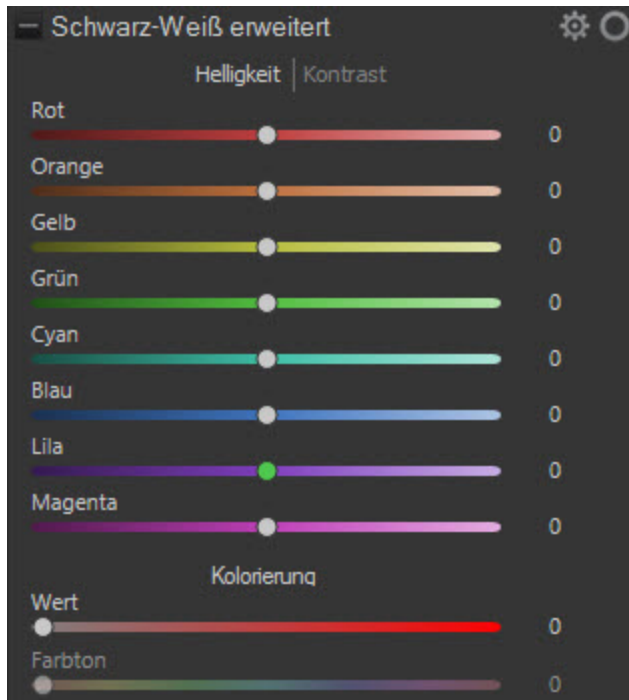 Schwarz-Weiß erweitert
Helligkeit | Kontrast
Rot
0
Orange
0
Gelb
0
Grün
0
Cyan
0
Blau
0
Lila
0
Magenta
0
Kolorierung
Wert
0
Farbton
0